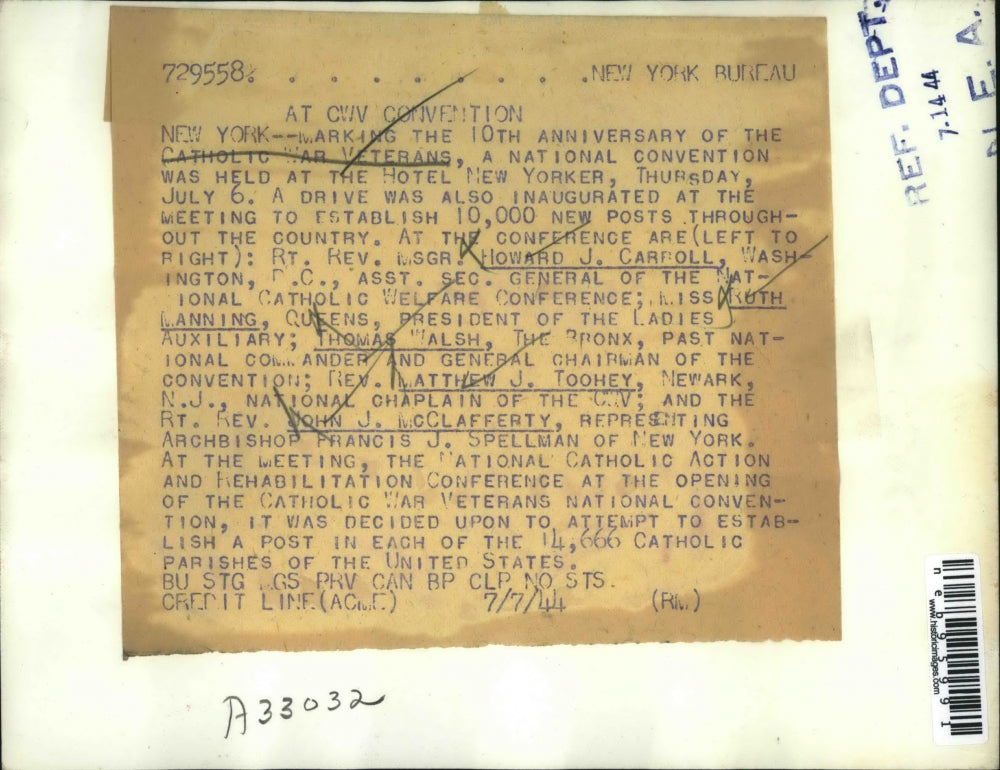 729558. . . . . . . . . .NEW YORK BUREAU
AT CWV CONVENTION
NEW YORK--MARKING THE 10TH ANNIVERSARY OF THE
CATHOLIC WAR VETERANS, A NATIONAL CONVENTION
WAS HELD AT THE HOTEL NEW YORKER, THURSDAY,
JULY 6. A DRIVE WAS ALSO INAUGURATED AT THE
MEETING TO ESTABLISH 10,000 NEW POSTS THROUGH-
OUT THE COUNTRY. AT THE CONFERENCE ARE(LEFT TO
RIGHT): RT. REV. MSGR. HOWARD J. CARROLL, WASH-
INGTON, D.C., ASST. SEC. GENERAL OF THE NAT-
IONAL CATHOLIC WELFARE CONFERENCE; MISS RUTH
MANNING, QUEENS, PRESIDENT OF THE LADIES
AUXILIARY; THOMAS WALSH, THE BRONX, PAST NAT-
IONAL COMMANDER AND GENERAL CHAIRMAN OF THE
CONVENTION; REV. MATTHEW J. TOOHEY, NEWARK,
N.J., NATIONAL CHAPLAIN OF THE CWV; AND THE
RT. REV. JOHN J. MCCLAFFERTY, REPRESENTING
ARCHBISHOP FRANCIS J. SPELLMAN OF NEW YORK.
AT THE MEETING, THE NATIONAL CATHOLIC ACTION
AND REHABILITATION CONFERENCE AT THE OPENING
OF THE CATHOLIC WAR VETERANS NATIONAL CONVEN-
TION, IT WAS DECIDED UPON TO ATTEMPT TO ESTAB-
LISH A POST IN EACH OF THE 14,666 CATHOLIC
PARISHES OF THE UNITED STATES.
BU STG MGS PRV CAN BP CLP NO STS.
CREDIT LINE(ACME) 7/7/44 (RM)
A33032
REF. DEPT.
7.14 44
N. E. A.
www.historicimages.com
neb95991